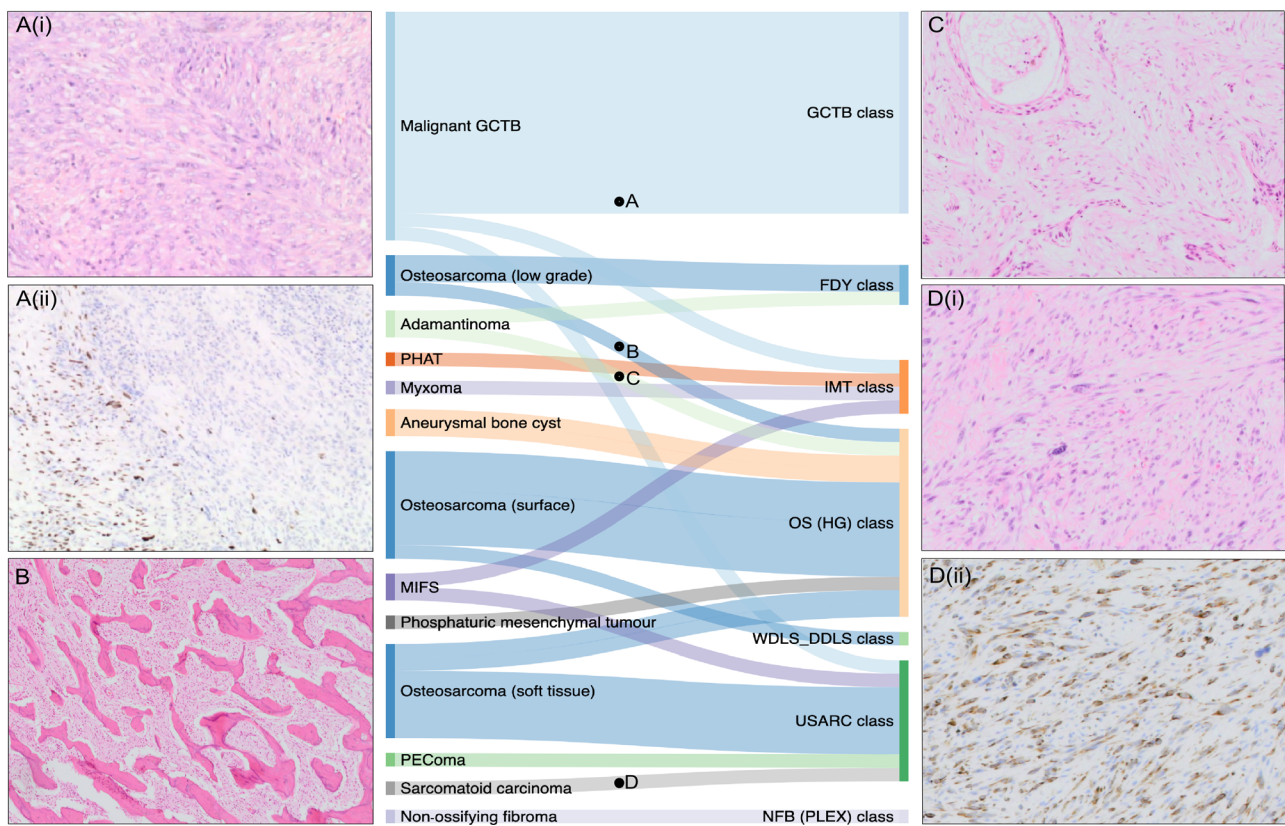 A(i)
A(ii)
B
Malignant GCTB
Osteosarcoma (low grade)
Adamantinoma
PHAT
Myxoma
Aneurysmal bone cyst
Osteosarcoma (surface)
MIFS
Phosphaturic mesenchymal tumour
Osteosarcoma (soft tissue)
PEComa
Sarcomatoid carcinoma
Non-ossifying fibroma
A
B
C
D
GCTB class
FDY class
IMT class
OS (HG) class
WDLS_DDLS class
USARC class
NFB (PLEX) class
C
D(i)
D(ii)